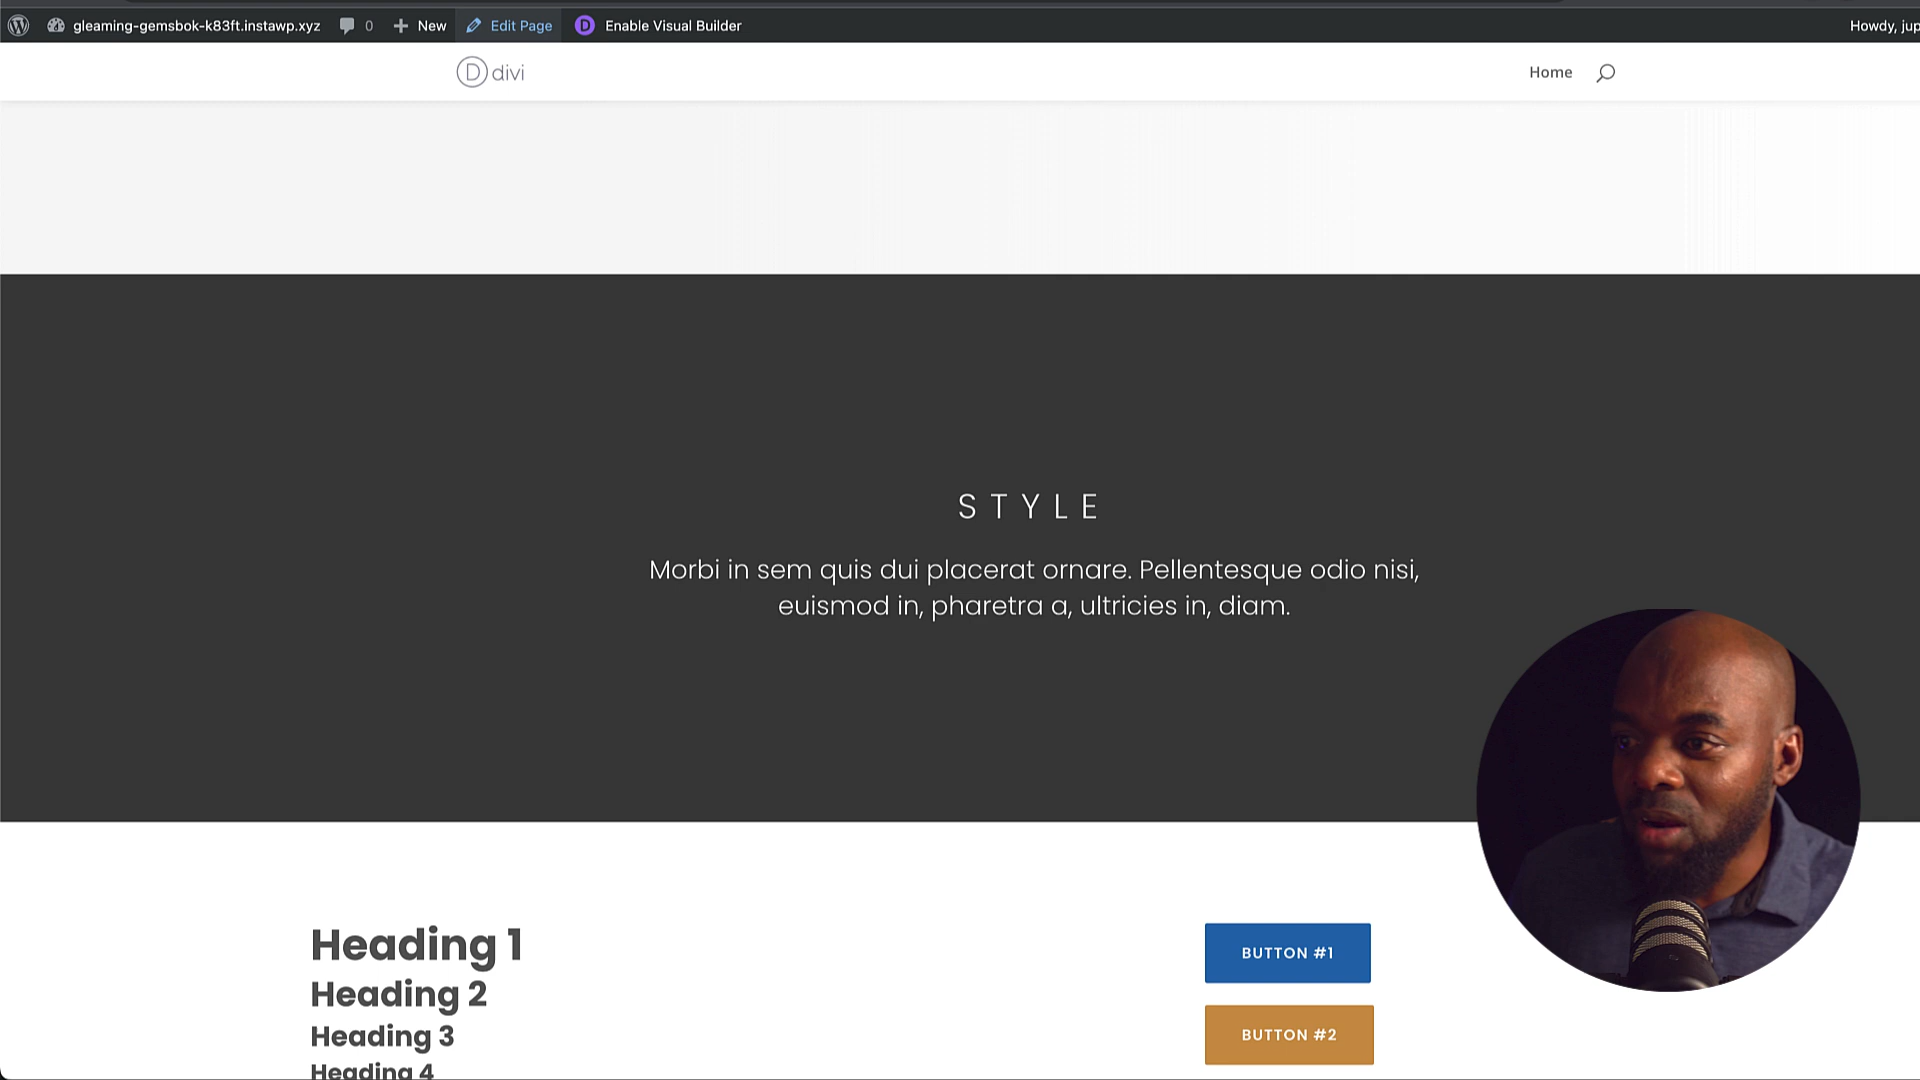 gleaming-gemsbok-k83ft.instawp.xyz 0 New Edit Page D Enable Visual Builder Howdy, jup
D divi Home
STYLE
Morbi in sem quis dui placerat ornare. Pellentesque odio nisi,
euismod in, pharetra a, ultricies in, diam.
Heading 1
BUTTON #1
Heading 2
BUTTON #2
Heading 3
Heading 4